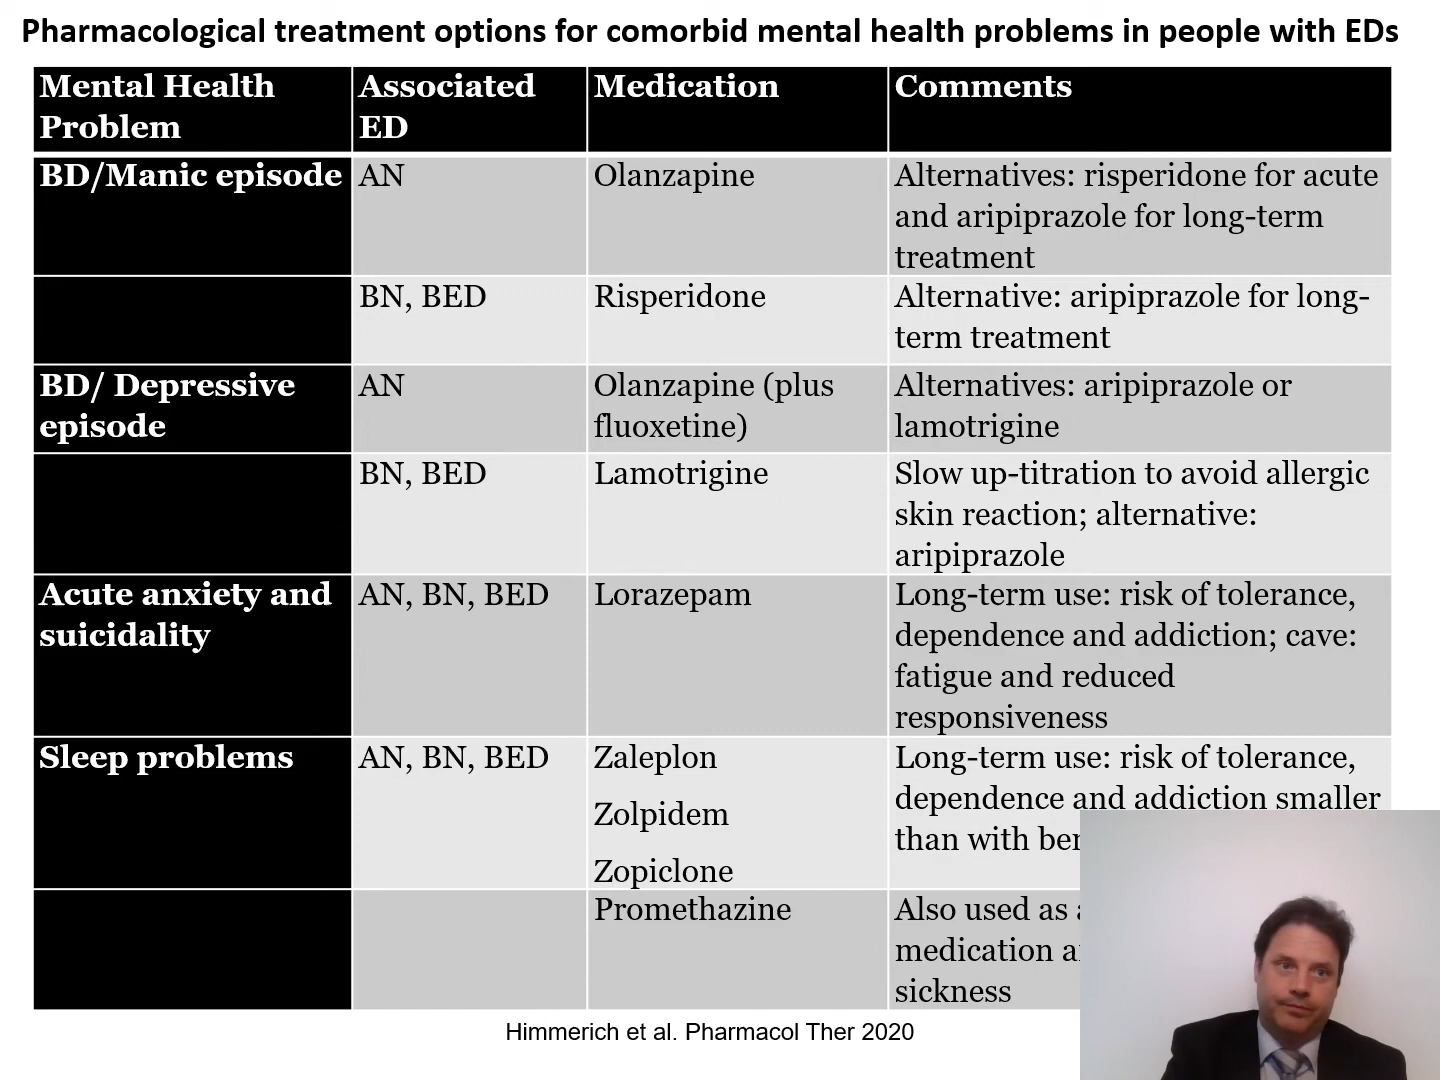 Pharmacological treatment options for comorbid mental health problems in people with EDs
Mental Health
Problem
Associated
ED
Medication
Comments
BD/Manic episode
AN
Olanzapine
Alternatives: risperidone for acute
and aripiprazole for long-term
treatment
BN, BED
Risperidone
Alternative: aripiprazole for long-
term treatment
BD/ Depressive
episode
AN
Olanzapine (plus
fluoxetine)
Alternatives: aripiprazole or
lamotrigine
BN, BED
Lamotrigine
Slow up-titration to avoid allergic
skin reaction; alternative:
aripiprazole
Acute anxiety and
suicidality
AN, BN, BED
Lorazepam
Long-term use: risk of tolerance,
dependence and addiction; cave:
fatigue and reduced
responsiveness
Sleep problems
AN, BN, BED
Zaleplon
Zolpidem
Zopiclone
Long-term use: risk of tolerance,
dependence and addiction smaller
than with
Promethazine
Also used as
medication
sickness
Himmerich et al. Pharmacol Ther 2020